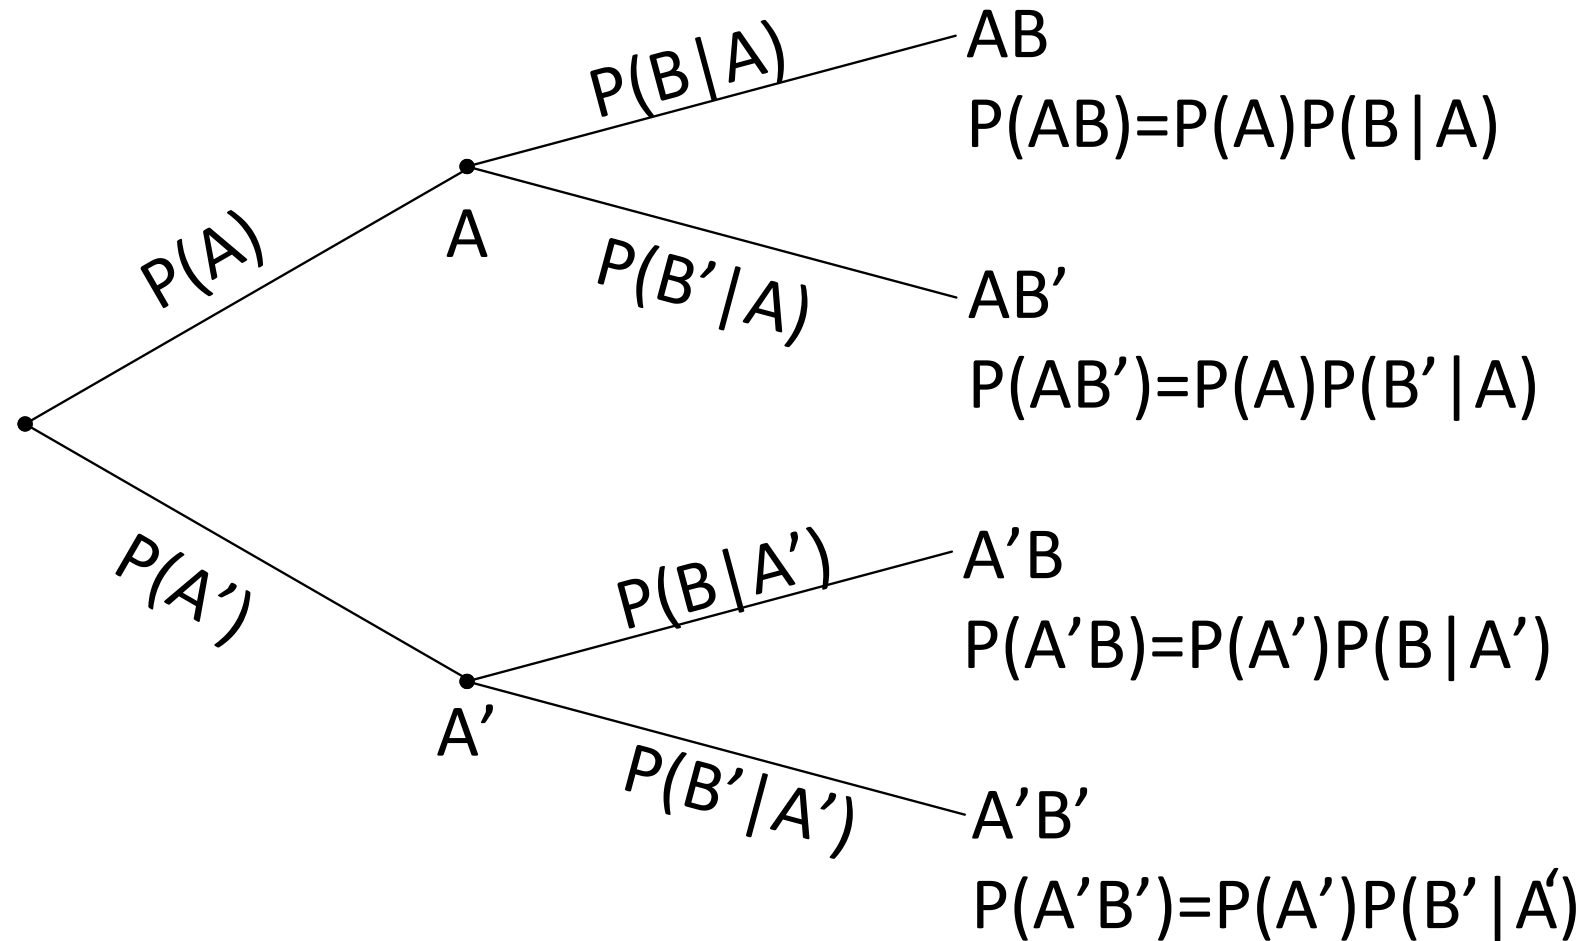 P(B|A)
AB
P(AB)=P(A)P(B|A)
P(A)
A
P(B’|A)
AB’
P(AB’)=P(A)P(B’|A)
P(A’)
P(B|A’)
A’B
P(A’B)=P(A’)P(B|A’)
A’
P(B’|A’)
A’B’
P(A’B’)=P(A’)P(B’|A‘)